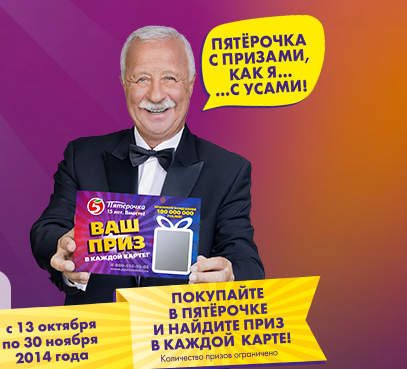 ПЯТЁРОЧКА
С ПРИЗАМИ,
КАК Я...
...С УСАМИ!
5 Пятёрочка
15 лет. Вместе!
180 000 000
ВАШ
ПРИЗ
В КАЖДОЙ КАРТЕ!
с 13 октября
по 30 ноября
2014 года
ПОКУПАЙТЕ
В ПЯТЁРОЧКЕ
И НАЙДИТЕ ПРИЗ
В КАЖДОЙ КАРТЕ!
Количество призов ограничено